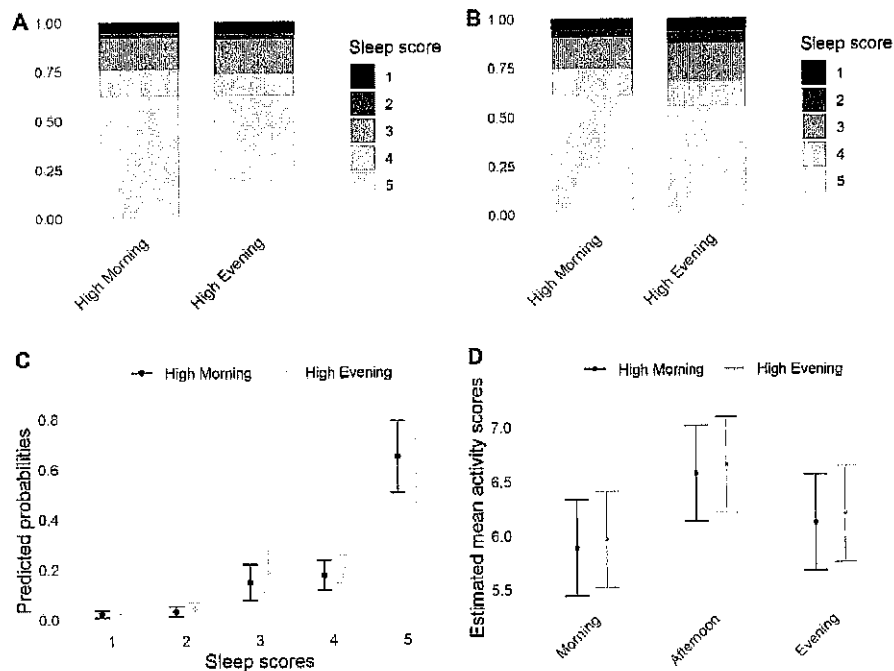 A
1.00
0.75
0.50
0.25
0.00
High Morning
High Evening
Sleep score
1
2
3
4
5
B
1.00
0.75
0.50
0.25
0.00
High Morning
High Evening
Sleep score
1
2
3
4
5
C
High Morning
High Evening
Predicted probabilities
0.8
0.6
0.4
0.2
0.0
1 2 3 4 5
Sleep scores
D
High Morning
High Evening
Estimated mean activity scores
7.0
6.5
6.0
5.5
Morning
Afternoon
Evening